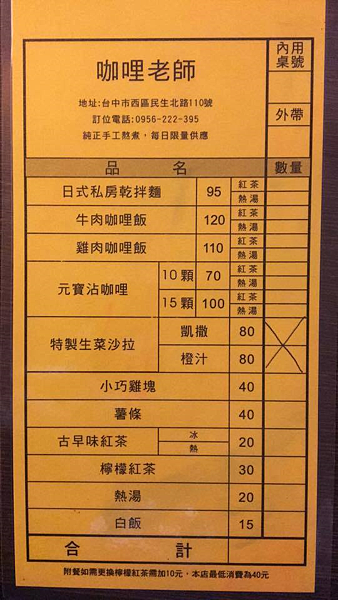 咖哩老師
內用
桌號
地址:台中市西區民生北路110號
訂位電話:0956-222-395
純正手工熬煮，每日限量供應
外帶
品 名 數量
日式私房乾拌麵 95 紅茶
熱湯
牛肉咖哩飯 120 紅茶
熱湯
雞肉咖哩飯 110 紅茶
熱湯
元寶沾咖哩 10顆 70 紅茶
熱湯
15顆 100 紅茶
熱湯
特製生菜沙拉 凱撒 80
橙汁 80
小巧雞塊 40
薯條 40
古早味紅茶 冰 20
熱
檸檬紅茶 30
熱湯 20
白飯 15
合 計
附餐如需更換檸檬紅茶需加10元，本店最低消費為40元